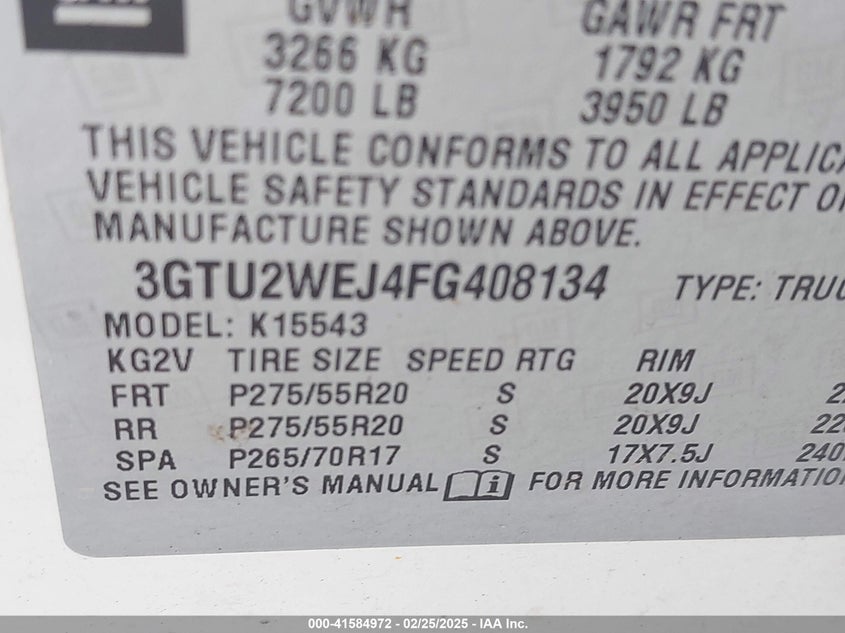 GVWR GAWR FRT
3266 KG 1792 KG
7200 LB 3950 LB
THIS VEHICLE CONFORMS TO ALL
VEHICLE SAFETY STANDARDS IN EFFECT
MANUFACTURE SHOWN ABOVE.
3GTU2WEJ4FG408134 TYPE:
MODEL: K15543
KG2V TIRE SIZE SPEED RTG RIM
FRT P275/55R20 S 20X9J
RR P275/55R20 S 20X9J
SPA P265/70R17 S 17X7.5J
SEE OWNER'S MANUAL FOR MORE
000-41584972 - 02/25/2025 - IAA Inc.